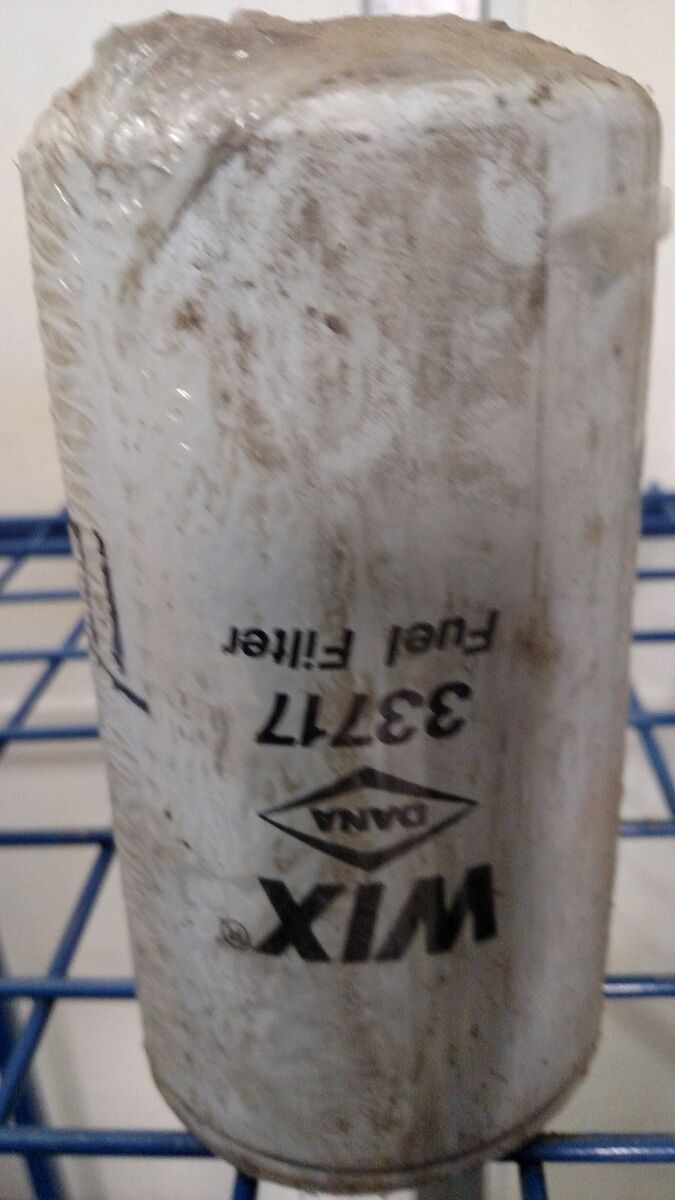 WIX®
DANA
33717
Fuel Filter